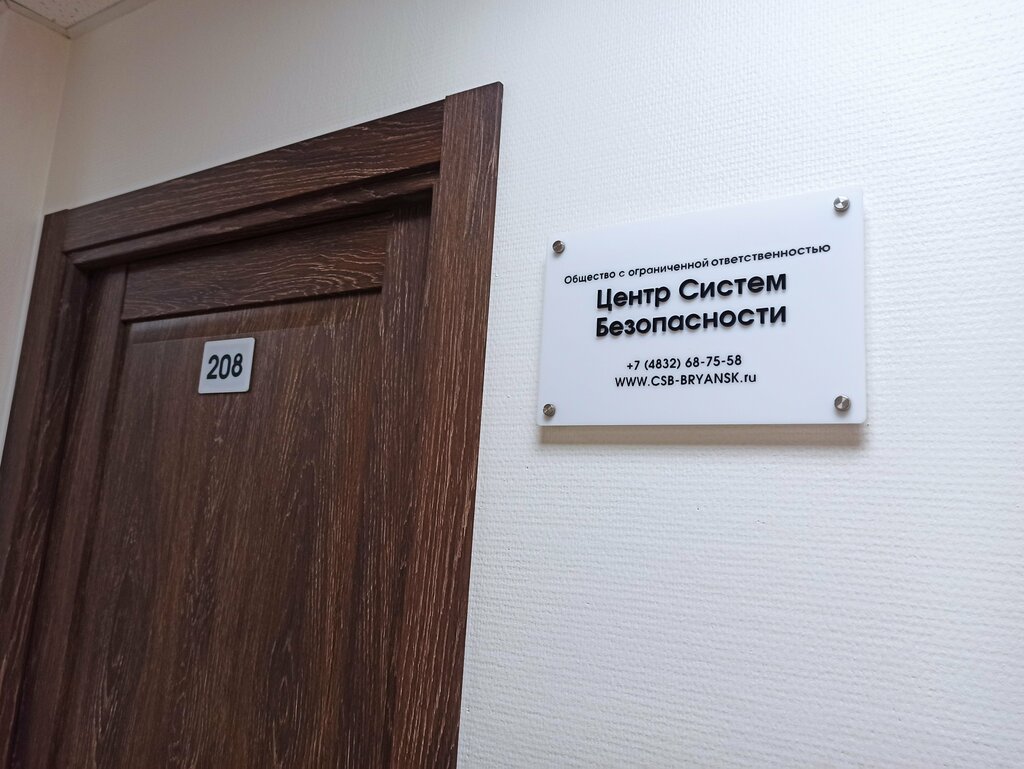 208
Общество с ограниченной ответственностью
Центр Систем
Безопасности
+7 (4832) 68-75-58
WWW.CSB-BRYANSK.ru